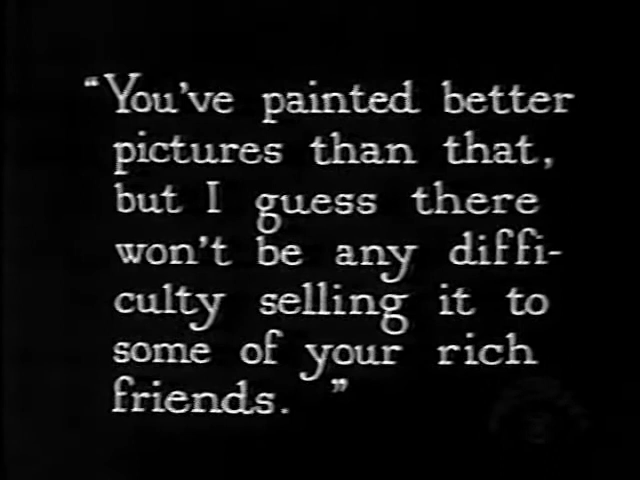 “You’ve painted better
pictures than that,
but I guess there
won’t be any diffi-
culty selling it to
some of your rich
friends. ”